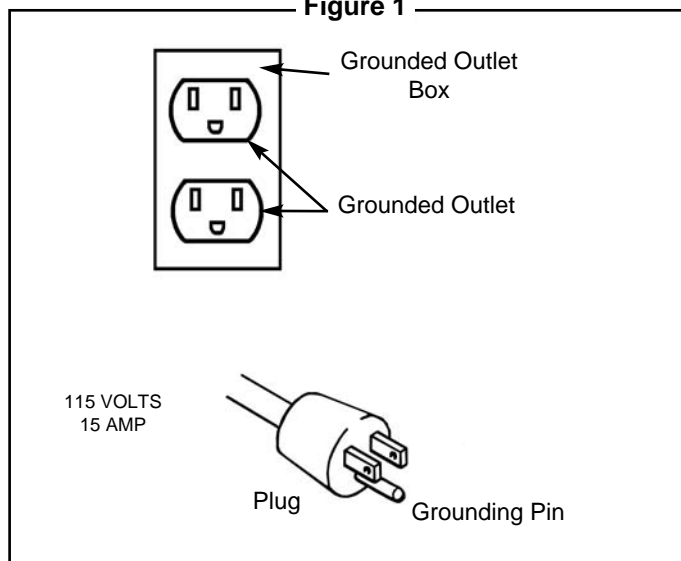 Figure 1
Grounded Outlet
Box
Grounded Outlet
115 VOLTS
15 AMP
Plug
Grounding Pin